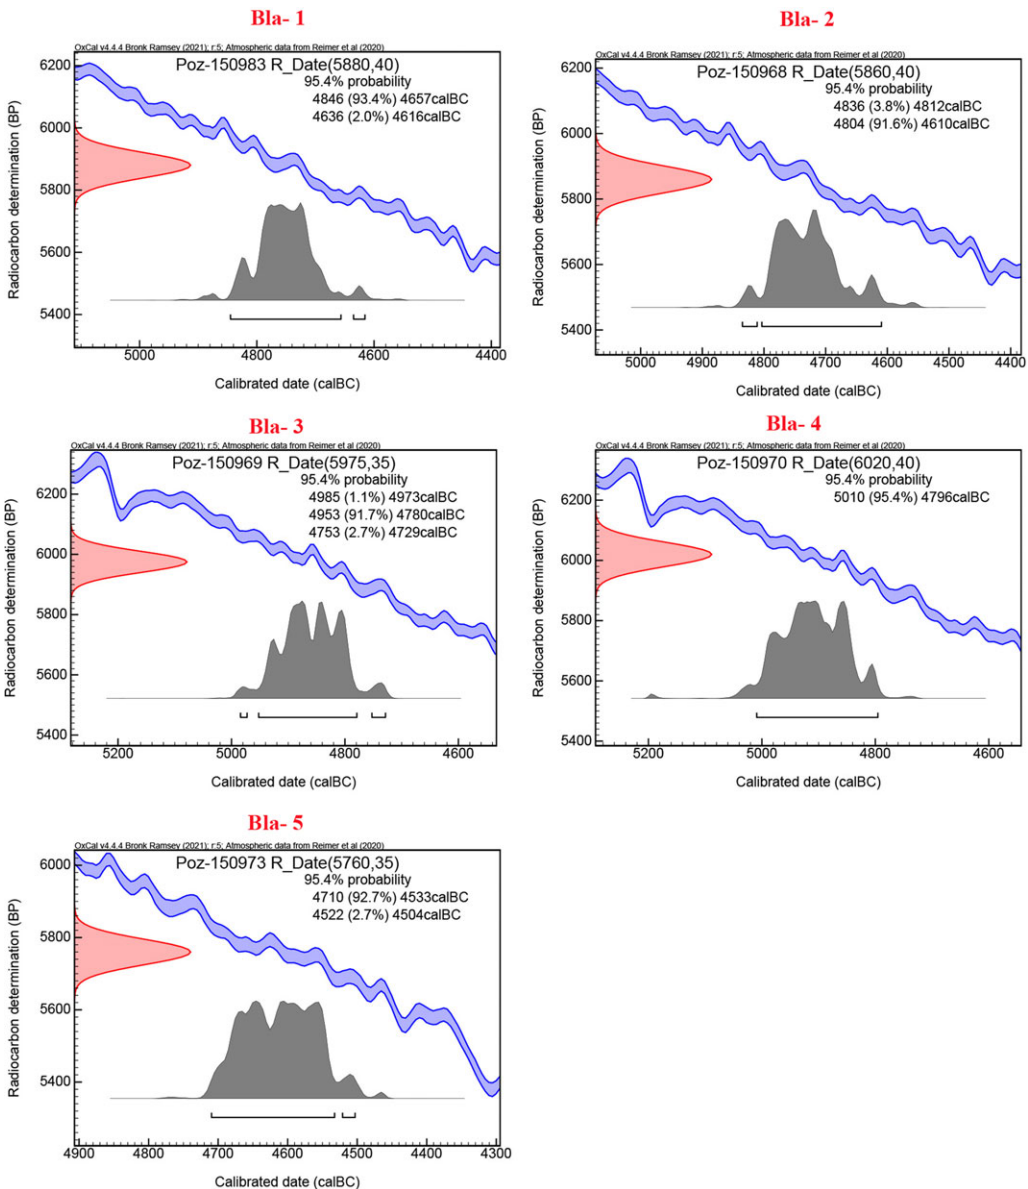 Bla- 1
OxCal v4.4.4 Bronk Ramsey (2021); r:5; Atmospheric data from Reimer et al (2020)
Poz-150983 R_Date(5880,40)
95.4% probability
4846 (93.4%) 4657calBC
4636 (2.0%) 4616calBC
Radiocarbon determination (BP)
6200
6000
5800
5600
5400
5000
4800
4600
4400
Calibrated date (calBC)
Bla- 2
OxCal v4.4.4 Bronk Ramsey (2021); r:5; Atmospheric data from Reimer et al (2020)
Poz-150968 R_Date(5860,40)
95.4% probability
4836 (3.8%) 4812calBC
4804 (91.6%) 4610calBC
Radiocarbon determination (BP)
6200
6000
5800
5600
5400
5000
4900
4800
4700
4600
4500
4400
Calibrated date (calBC)
Bla- 3
OxCal v4.4.4 Bronk Ramsey (2021); r:5; Atmospheric data from Reimer et al (2020)
Poz-150969 R_Date(5975,35)
95.4% probability
4985 (1.1%) 4973calBC
4953 (91.7%) 4780calBC
4753 (2.7%) 4729calBC
Radiocarbon determination (BP)
6200
6000
5800
5600
5400
5200
5000
4800
4600
Calibrated date (calBC)
Bla- 4
OxCal v4.4.4 Bronk Ramsey (2021); r:5; Atmospheric data from Reimer et al (2020)
Poz-150970 R_Date(6020,40)
95.4% probability
5010 (95.4%) 4796calBC
Radiocarbon determination (BP)
6200
6000
5800
5600
5400
5200
5000
4800
4600
Calibrated date (calBC)
Bla- 5
OxCal v4.4.4 Bronk Ramsey (2021); r:5; Atmospheric data from Reimer et al (2020)
Poz-150973 R_Date(5760,35)
95.4% probability
4710 (92.7%) 4533calBC
4522 (2.7%) 4504calBC
Radiocarbon determination (BP)
6000
5800
5600
5400
4900
4800
4700
4600
4500
4400
4300
Calibrated date (calBC)